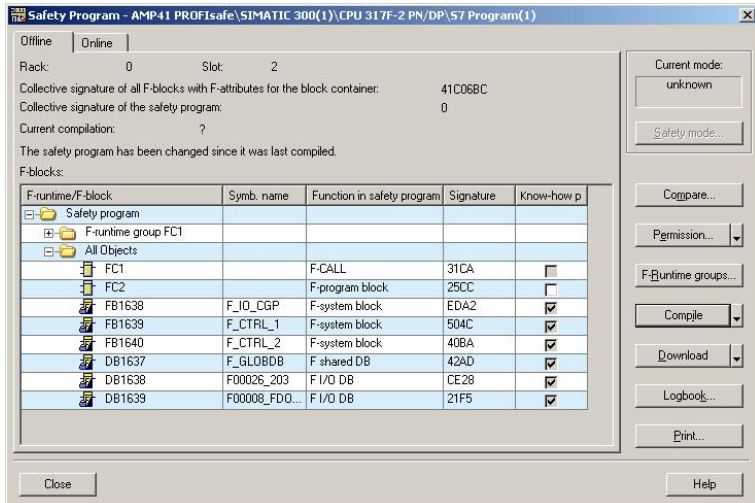 Safety Program - AMP41 PROFIsafe\SIMATIC 300(1)\CPU 317F-2 PN/DP\S7 Program(1)
Offline Online
Rack: 0 Slot: 2
Collective signature of all F-blocks with F-attributes for the block container: 41C06BC
Collective signature of the safety program: 0
Current compilation: ?
The safety program has been changed since it was last compiled.
F-blocks:
F-runtime/F-block Symb. name Function in safety program Signature Know-how p
Safety program
F-runtime group FC1
All Objects
FC1 F-CALL 31CA
FC2 F-program block 25CC
FB1638 F_IO_CGP F-system block EDA2
FB1639 F_CTRL_1 F-system block 504C
FB1640 F_CTRL_2 F-system block 40BA
DB1637 F_GLOBDB F shared DB 42AD
DB1638 F00026_203 F I/O DB CE28
DB1639 F00008_FDO... F I/O DB 21F5
Current mode:
unknown
Safety mode...
Compare...
Permission...
F-Runtime groups...
Compile
Download
Logbook...
Print...
Close Help